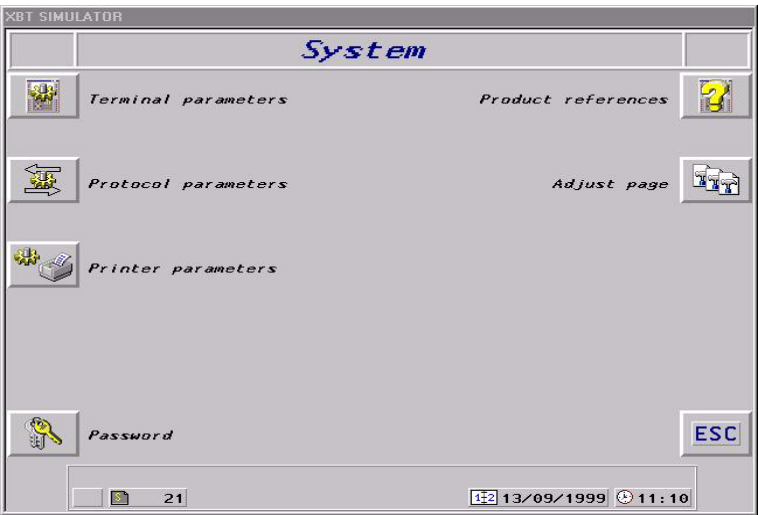 XBT SIMULATOR
System
Terminal parameters
Product references
Protocol parameters
Adjust page
Printer parameters
Password
ESC
21
13/09/1999
11:10